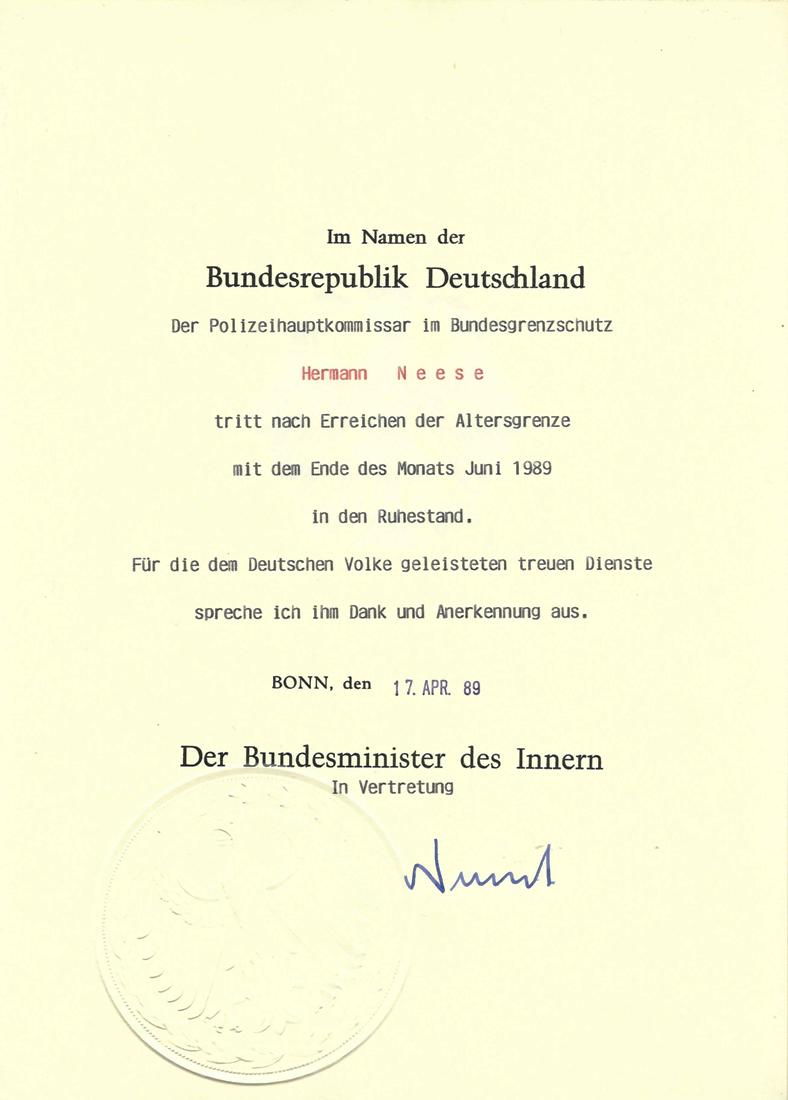 Im Namen der
Bundesrepublik Deutschland
Der Polizeihauptkommissar im Bundesgrenzschutz
Hermann N e e s e
tritt nach Erreichen der Altersgrenze
mit dem Ende des Monats Juni 1989
in den Ruhestand.
Für die dem Deutschen Volke geleisteten treuen Dienste
spreche ich ihm Dank und Anerkennung aus.
BONN, den 17. APR. 89
Der Bundesminister des Innern
In Vertretung